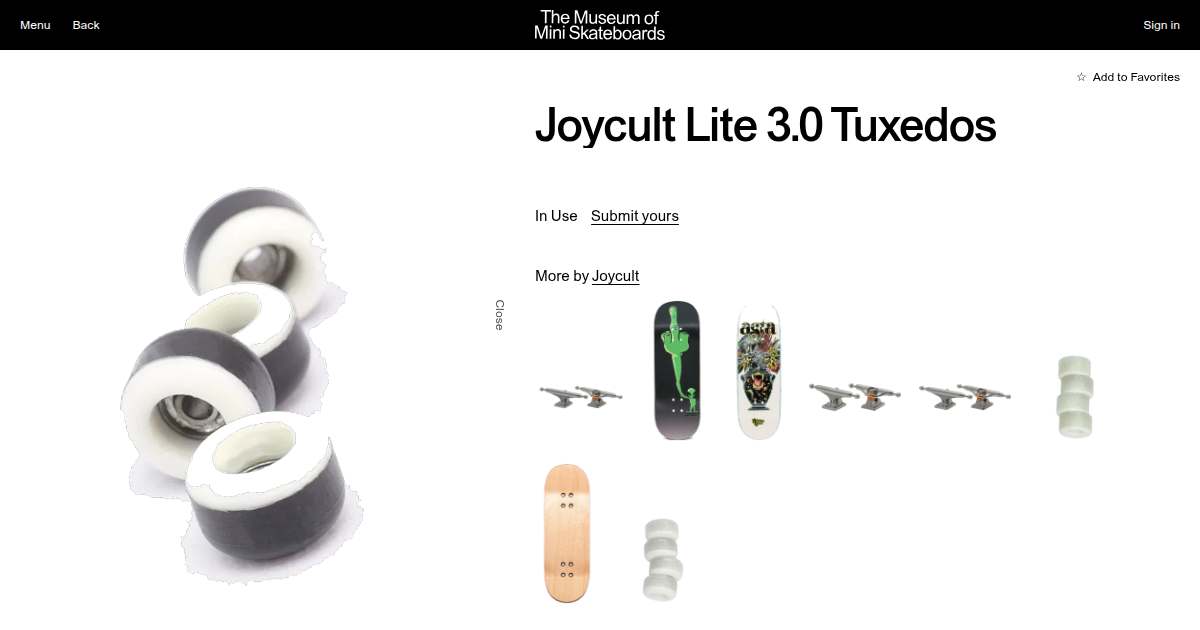 Menu Back
The Museum of
Mini Skateboards
Sign in
☆ Add to Favorites
Joycult Lite 3.0 Tuxedos
In Use Submit yours
More by Joycult
Close